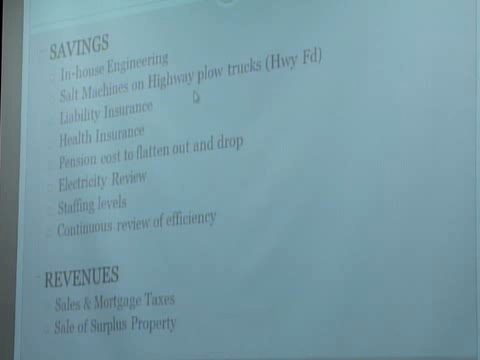 SAVINGS
In-house Engineering
Salt Machines on Highway plow trucks (Hwy Fd)
Liability Insurance
Health Insurance
Pension cost to flatten out and drop
Electricity Review
Staffing levels
Continuous review of efficiency
REVENUES
Sales & Mortgage Taxes
Sale of Surplus Property